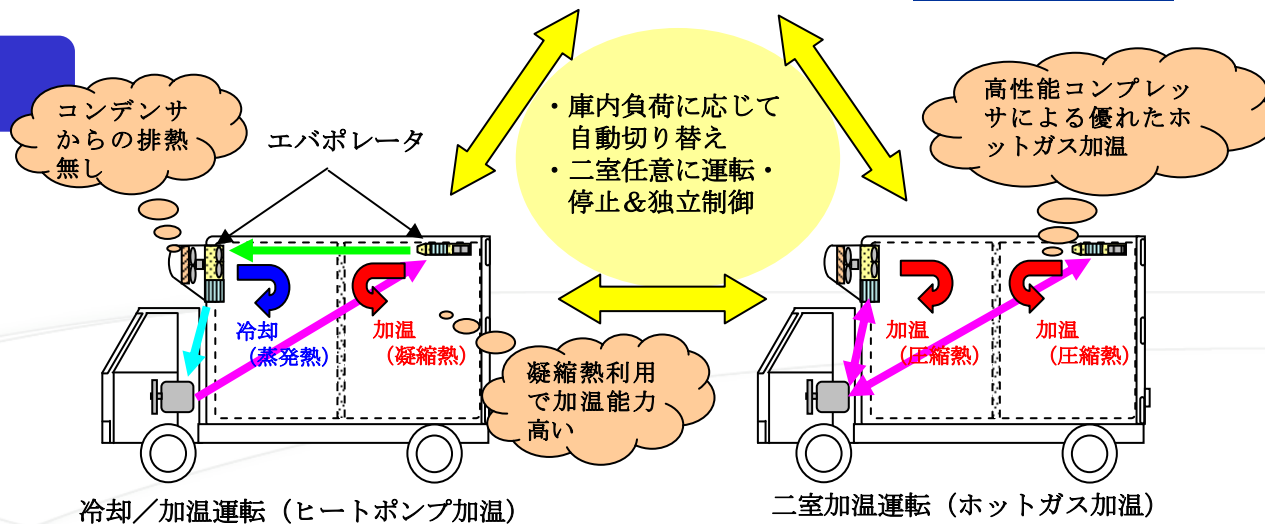 コンデンサ
からの排熱
無し
エバポレータ
・庫内負荷に応じて
自動切り替え
・二室任意に運転・
停止＆独立制御
高性能コンプレッ
サによる優れたホ
ットガス加温
冷却
（蒸発熱）
加温
（凝縮熱）
凝縮熱利用
で加温能力
高い
加温
（圧縮熱）
加温
（圧縮熱）
冷却／加温運転（ヒートポンプ加温）
二室加温運転（ホットガス加温）